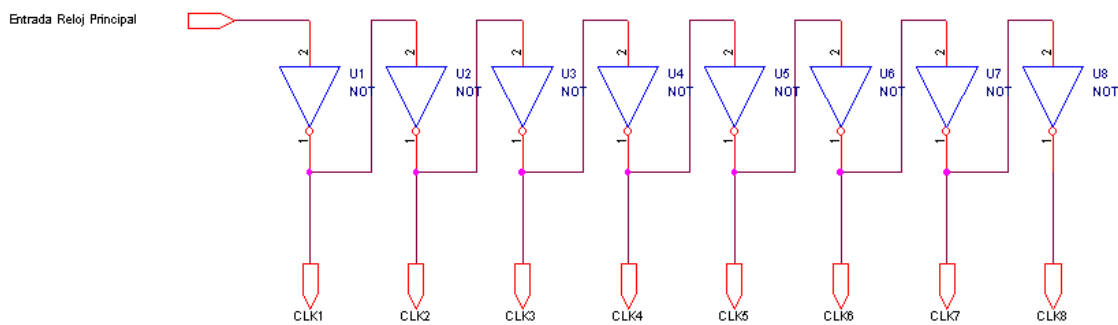 Entrada Reloj Principal
2 2 2 2 2 2 2 2
U1 U2 U3 U4 U5 U6 U7 U8
NOT NOT NOT NOT NOT NOT NOT NOT
1 1 1 1 1 1 1 1
CLK1 CLK2 CLK3 CLK4 CLK5 CLK6 CLK7 CLK8